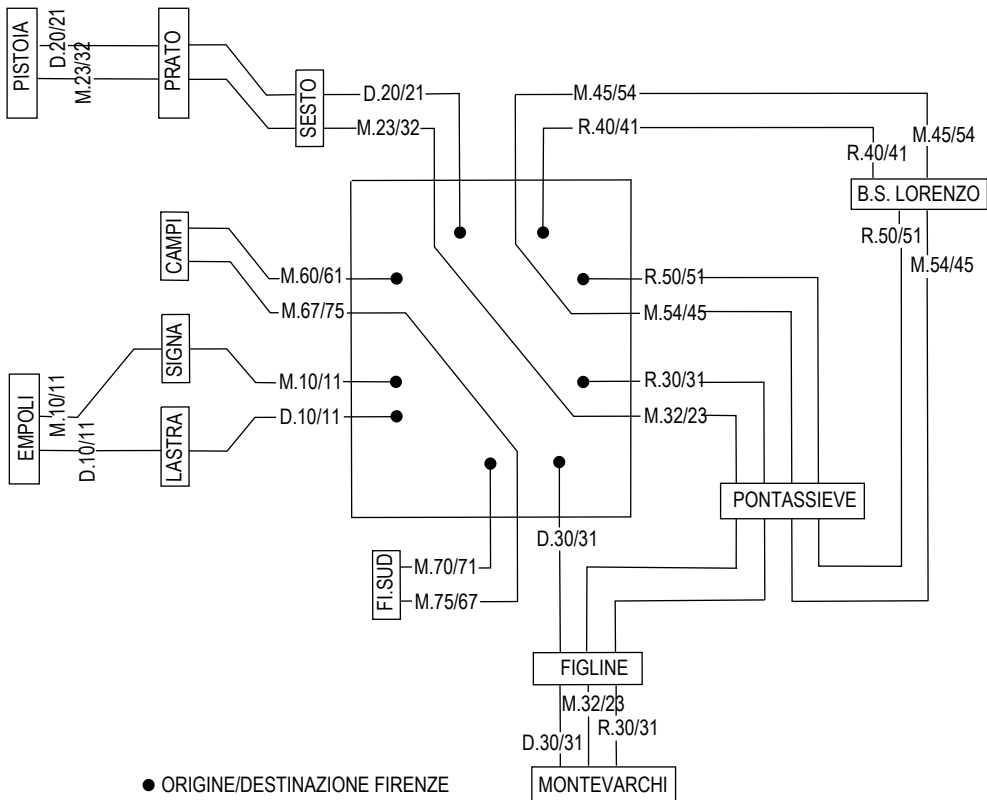 PISTOIA
D.20/21
M.23/32
PRATO
SESTO
D.20/21
M.23/32
M.45/54
R.40/41
M.45/54
R.40/41
B.S. LORENZO
R.50/51
M.54/45
CAMPI
M.60/61
M.67/75
R.50/51
M.54/45
SIGNA
M.10/11
R.30/31
EMPOLI
M.10/11
D.10/11
LASTRA
D.10/11
M.32/23
PONTASSIEVE
D.30/31
FI.SUD
M.70/71
M.75/67
FIGLINE
M.32/23
R.30/31
D.30/31
MONTEVARCHI
ORIGINE/DESTINAZIONE FIRENZE